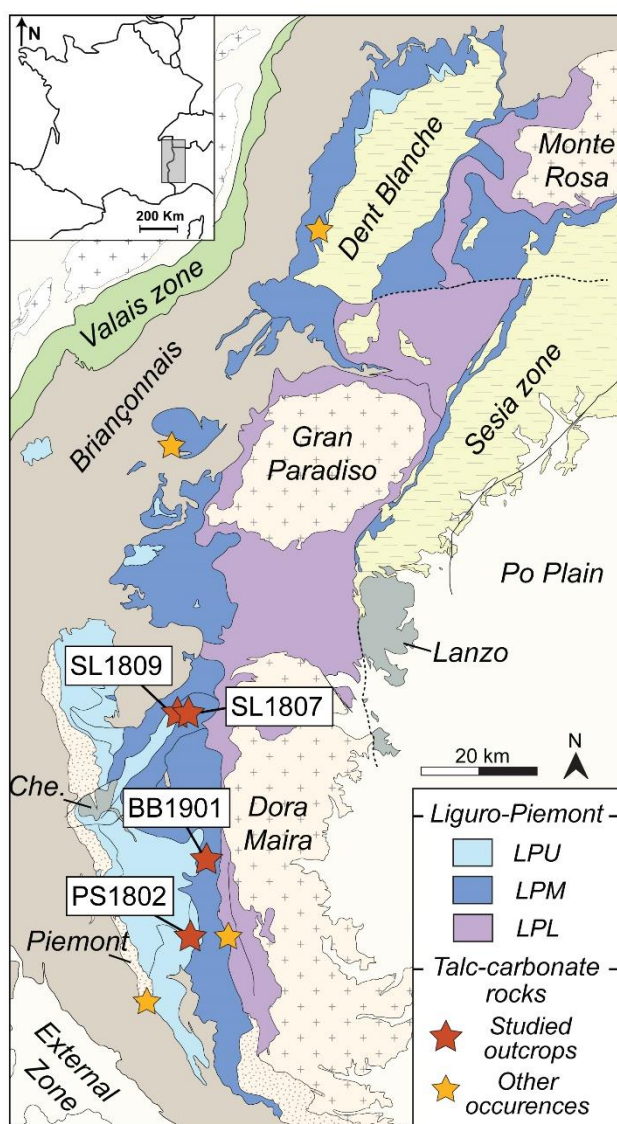 N
200 Km
Valais zone
Briançonnais
Dent Blanche
Monte
Rosa
Sesia zone
Gran
Paradiso
Po Plain
Lanzo
SL1809
SL1807
Che.
BB1901
Dora
Maira
PS1802
Piemont
External
Zone
20 km
N
Liguro-Piemont
LPU
LPM
LPL
Talc-carbonate
rocks
Studied
outcrops
Other
occurences